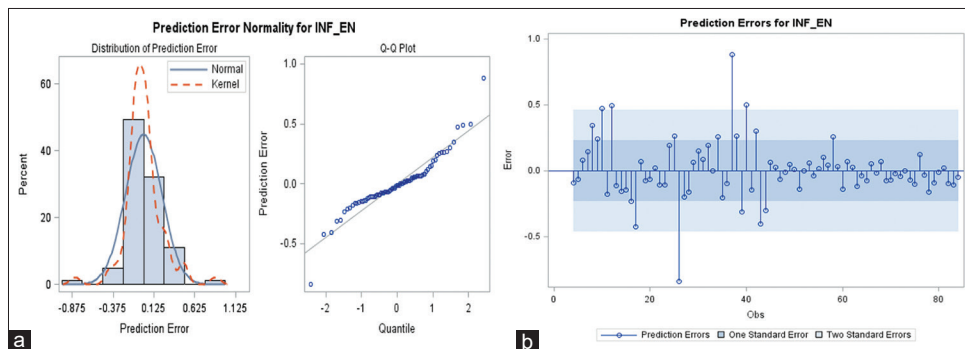 Prediction Error Normality for INF_EN
Distribution of Prediction Error
Normal
Kernel
Percent
60
40
20
0
-0.875 -0.375 0.125 0.625 1.125
Prediction Error
a
Q-Q Plot
Prediction Error
1.0
0.5
0.0
-0.5
-2 -1 0 1 2
Quantile
Prediction Errors for INF_EN
Error
1.0
0.5
0.0
-0.5
0 20 40 60 80
Obs
Prediction Errors One Standard Error Two Standard Errors
b